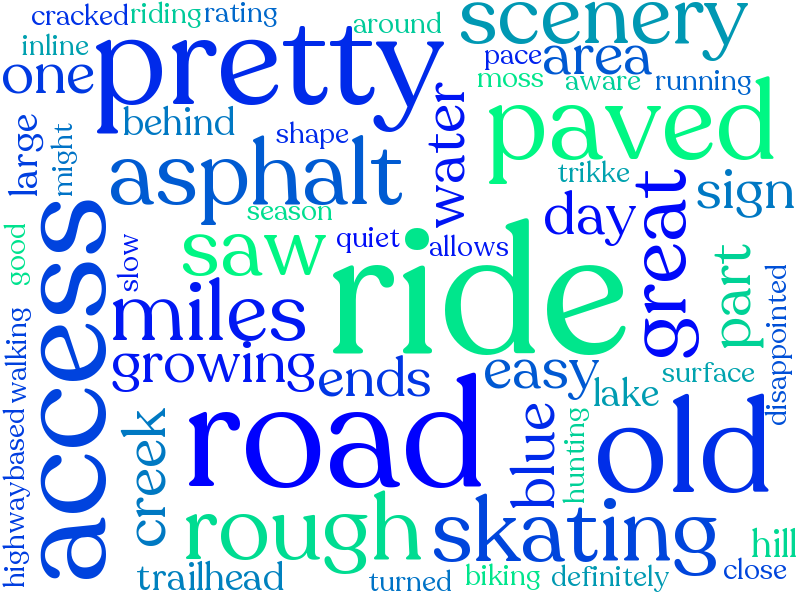 cracked
riding
rating
scenery
inline
around
pretty
one
pace
area
moss
aware
running
behind
shape
water
paved
large
might
asphalt
trikke
sign
season
great
day
good
saw
quiet
allows
slow
ride
part
access
miles
disappointed
walking
growing
ends
easy
surface
lake
road
old
creek
blue
hunting
based
highway
rough
skating
hill
trailhead
turned
biking
definitely
close